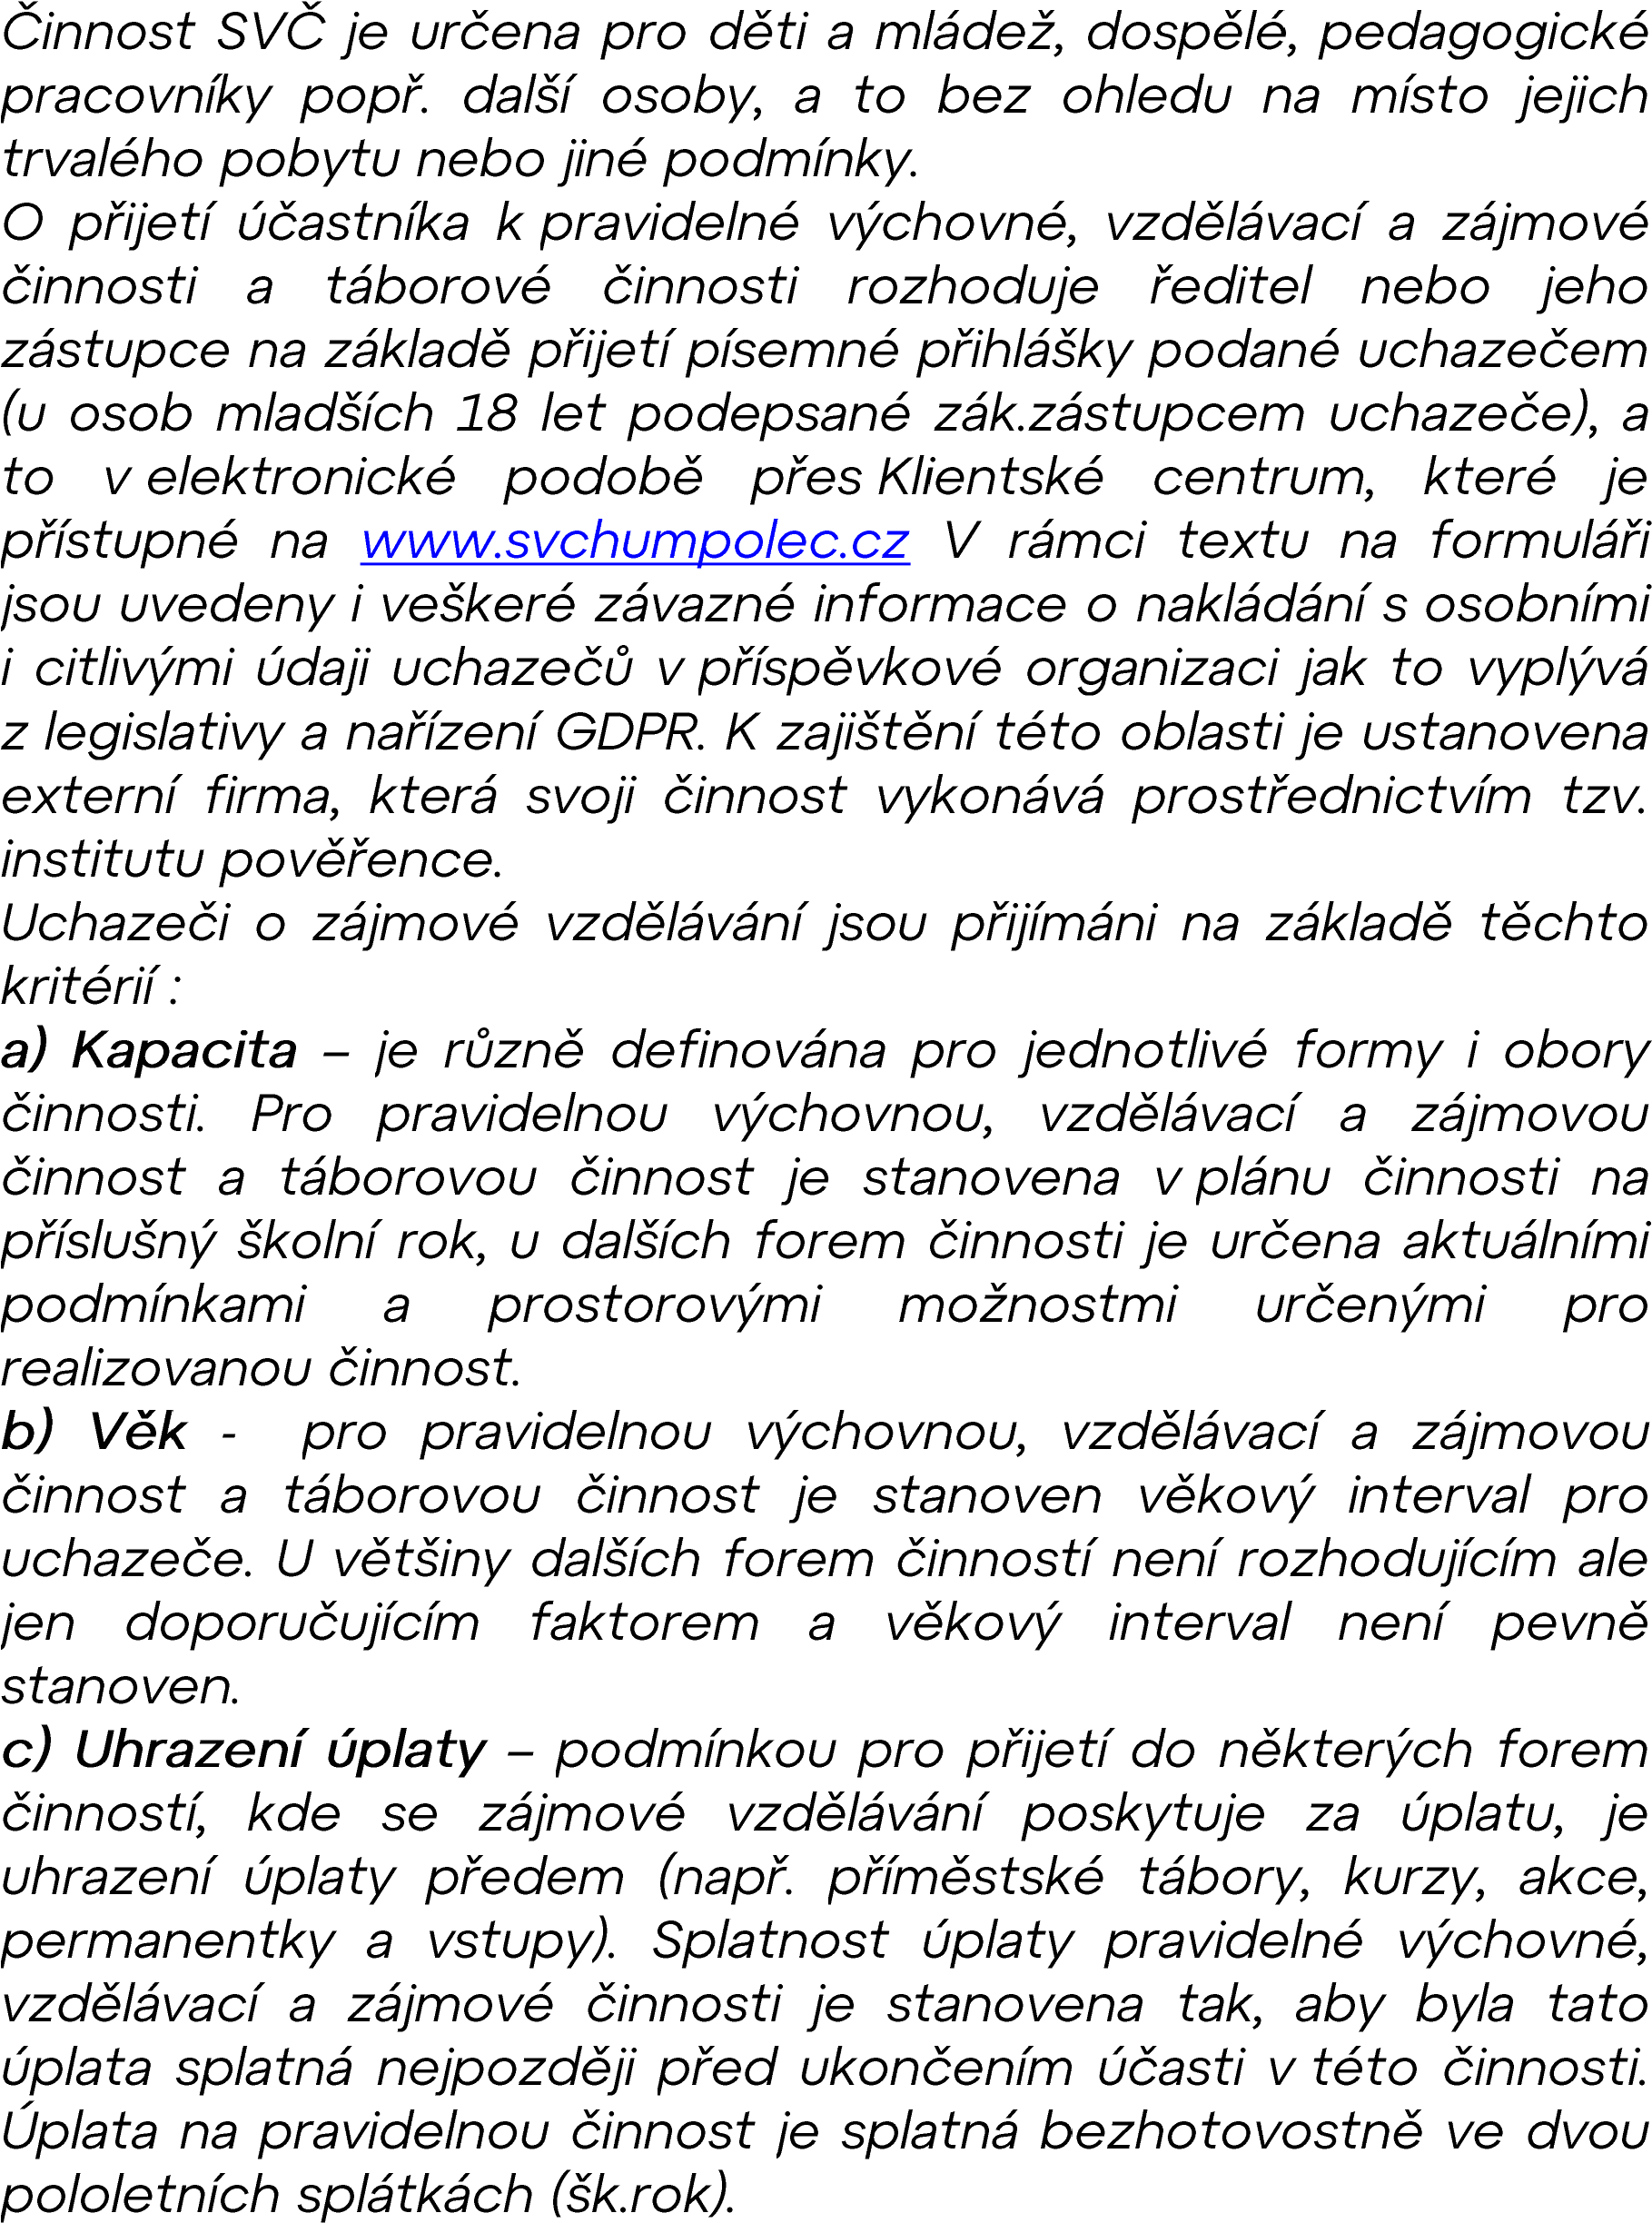 Činnost SVČ je určena pro děti a mládež, dospělé, pedagogické
pracovníky popř. další osoby, a to bez ohledu na místo jejich
trvalého pobytu nebo jiné podmínky.
O přijetí účastníka k pravidelné výchovné, vzdělávací a zájmové
činnosti a táborové činnosti rozhoduje ředitel nebo jeho
zástupce na základě přijetí písemné přihlášky podané uchazečem
(u osob mladších 18 let podepsané zák.zástupcem uchazeče), a
to v elektronické podobě přes Klientské centrum, které je
přístupné na www.svchumpolec.cz V rámci textu na formuláři
jsou uvedeny i veškeré závazné informace o nakládání s osobními
i citlivými údaji uchazečů v příspěvkové organizaci jak to vyplývá
z legislativy a nařízení GDPR. K zajištění této oblasti je ustanovena
externí firma, která svoji činnost vykonává prostřednictvím tzv.
institutu pověřence.
Uchazeči o zájmové vzdělávání jsou přijímáni na základě těchto
kritérií :
a) Kapacita – je různě definována pro jednotlivé formy i obory
činnosti. Pro pravidelnou výchovnou, vzdělávací a zájmovou
činnost a táborovou činnost je stanovena v plánu činnosti na
příslušný školní rok, u dalších forem činnosti je určena aktuálními
podmínkami a prostorovými možnostmi určenými pro
realizovanou činnost.
b) Věk - pro pravidelnou výchovnou, vzdělávací a zájmovou
činnost a táborovou činnost je stanoven věkový interval pro
uchazeče. U většiny dalších forem činností není rozhodujícím ale
jen doporučujícím faktorem a věkový interval není pevně
stanoven.
c) Uhrazení úplaty – podmínkou pro přijetí do některých forem
činností, kde se zájmové vzdělávání poskytuje za úplatu, je
uhrazení úplaty předem (např. příměstské tábory, kurzy, akce,
permanentky a vstupy). Splatnost úplaty pravidelné výchovné,
vzdělávací a zájmové činnosti je stanovena tak, aby byla tato
úplata splatná nejpozději před ukončením účasti v této činnosti.
Úplata na pravidelnou činnost je splatná bezhotovostně ve dvou
pololetních splátkách (šk.rok).